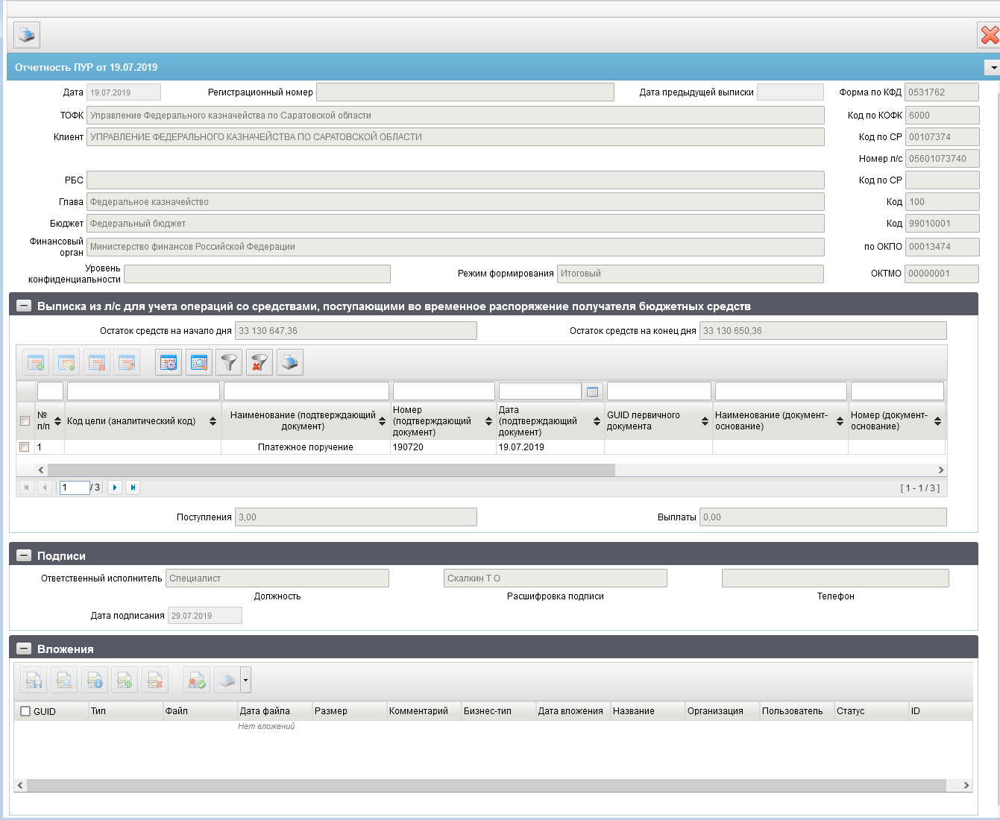 Отчетность ПУР от 19.07.2019
Дата 19.07.2019 Регистрационный номер Дата предыдущей выписки Форма по КФД 0531762
ТОФК Управление Федерального казначейства по Саратовской области Код по КОФК 6000
Клиент УПРАВЛЕНИЕ ФЕДЕРАЛЬНОГО КАЗНАЧЕЙСТВА ПО САРАТОВСКОЙ ОБЛАСТИ Код по СР 00107374
Номер л/с 05601073740
РБС Код по СР
Глава Федеральное казначейство Код 100
Бюджет Федеральный бюджет Код 99010001
Финансовый
орган Министерство финансов Российской Федерации по ОКПО 00013474
Уровень
конфиденциальности Режим формирования Итоговый ОКТМО 00000001
Выписка из л/с для учета операций со средствами, поступающими во временное распоряжение получателя бюджетных средств
Остаток средств на начало дня 33 130 647,36 Остаток средств на конец дня 33 130 650,36
№
п/п
Код цели (аналитический код)
Наименование (подтверждающий
документ)
Номер
(подтверждающий
документ)
Дата
(подтверждающий
документ)
GUID первичного
документа
Наименование (документ-
основание)
Номер (документ-
основание)
1 Платежное поручение 190720 19.07.2019
1 / 3 [ 1 - 1 / 3 ]
Поступления 3,00 Выплаты 0,00
Подписи
Ответственный исполнитель Специалист Скалкин Т О
Должность Расшифровка подписи Телефон
Дата подписания 29.07.2019
Вложения
GUID Тип Файл Дата файла Размер Комментарий Бизнес-тип Дата вложения Название Организация Пользователь Статус ID
Нет вложений